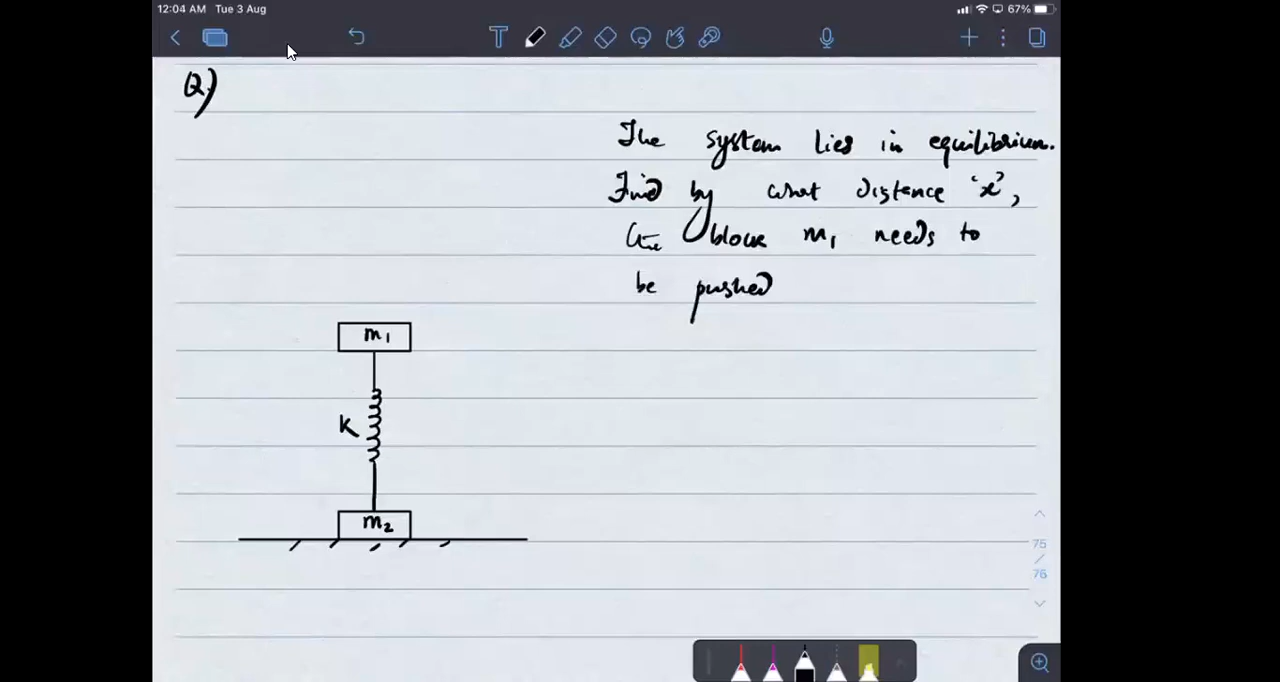 12:04 AM Tue 3 Aug
67%
T
Q)
The system lies in equilibrium.
Find by what distance 'x',
the block m₁ needs to
be pushed
m₁
K
m₂
75
/
76